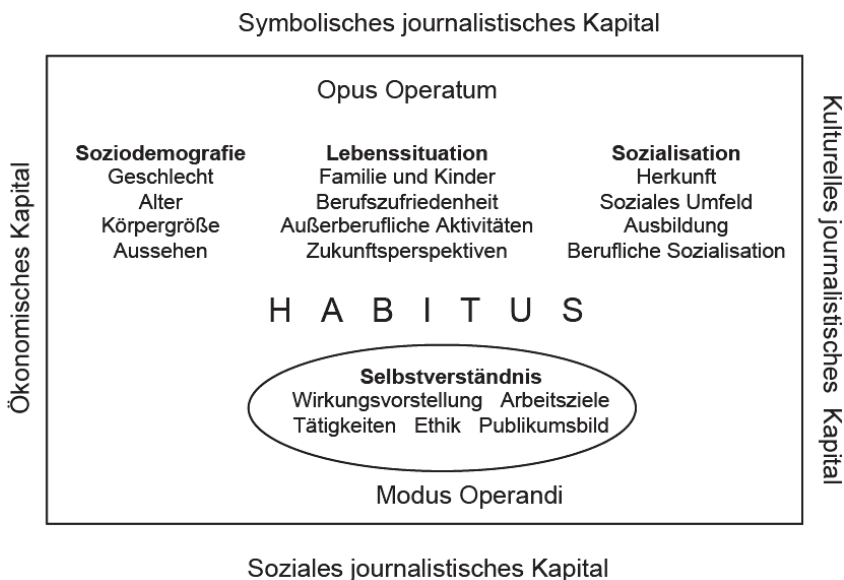 Symbolisches journalistisches Kapital
Opus Operatum
Soziodemografie
Geschlecht
Alter
Körpergröße
Aussehen
Lebenssituation
Familie und Kinder
Berufszufriedenheit
Außerberufliche Aktivitäten
Zukunftsperspektiven
Sozialisation
Herkunft
Soziales Umfeld
Ausbildung
Berufliche Sozialisation
H A B I T U S
Selbstverständnis
Wirkungsvorstellung Arbeitsziele
Tätigkeiten Ethik Publikumsbild
Modus Operandi
Ökonomisches Kapital
Kulturelles journalistisches Kapital
Soziales journalistisches Kapital